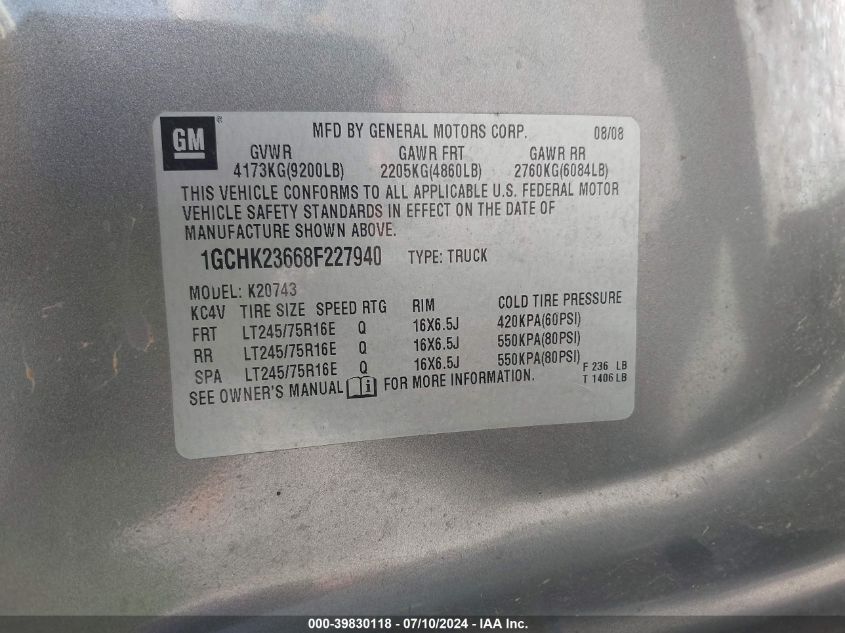 GM ®
MFD BY GENERAL MOTORS CORP. 08/08
GVWR GAWR FRT GAWR RR
4173KG(9200LB) 2205KG(4860LB) 2760KG(6084LB)
THIS VEHICLE CONFORMS TO ALL APPLICABLE U.S. FEDERAL MOTOR
VEHICLE SAFETY STANDARDS IN EFFECT ON THE DATE OF
MANUFACTURE SHOWN ABOVE.
1GCHK23668F227940 TYPE: TRUCK
MODEL: K20743
KC4V TIRE SIZE SPEED RTG RIM COLD TIRE PRESSURE
FRT LT245/75R16E Q 16X6.5J 420KPA(60PSI)
RR LT245/75R16E Q 16X6.5J 550KPA(80PSI)
SPA LT245/75R16E Q 16X6.5J 550KPA(80PSI)
SEE OWNER'S MANUAL i FOR MORE INFORMATION.
F 236 LB
T 1406 LB
000-39830118 - 07/10/2024 - IAAI.com